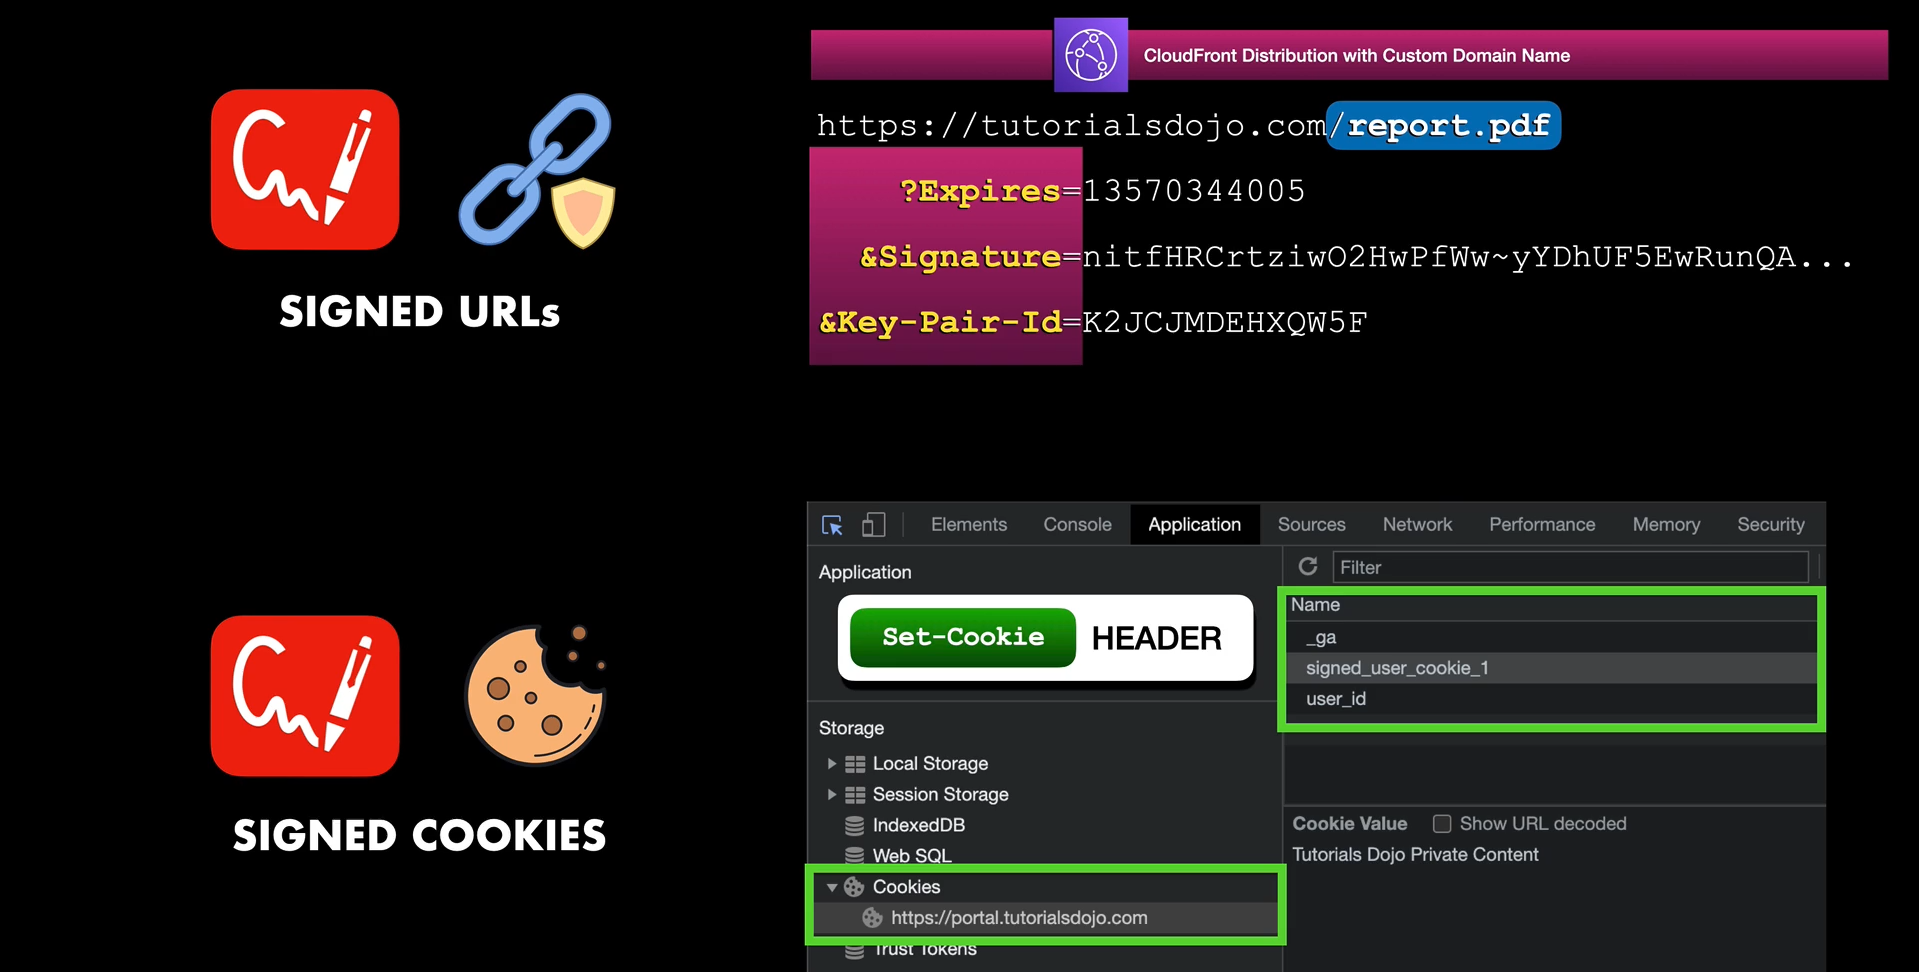 CloudFront Distribution with Custom Domain Name
https://tutorialsdojo.com/report.pdf
?Expires=13570344005
&Signature=nitfHRCrtziwO2HwPfWw~yYDhUF5EwRunQA...
&Key-Pair-Id=K2JCJMDEHXQW5F
SIGNED URLs
Elements Console Application Sources Network Performance Memory Security
Application
Filter
Set-Cookie HEADER
Name
_ga
signed_user_cookie_1
user_id
SIGNED COOKIES
Storage
Local Storage
Session Storage
IndexedDB
Web SQL
Cookies
https://portal.tutorialsdojo.com
Trust Tokens
Cookie Value Show URL decoded
Tutorials Dojo Private Content